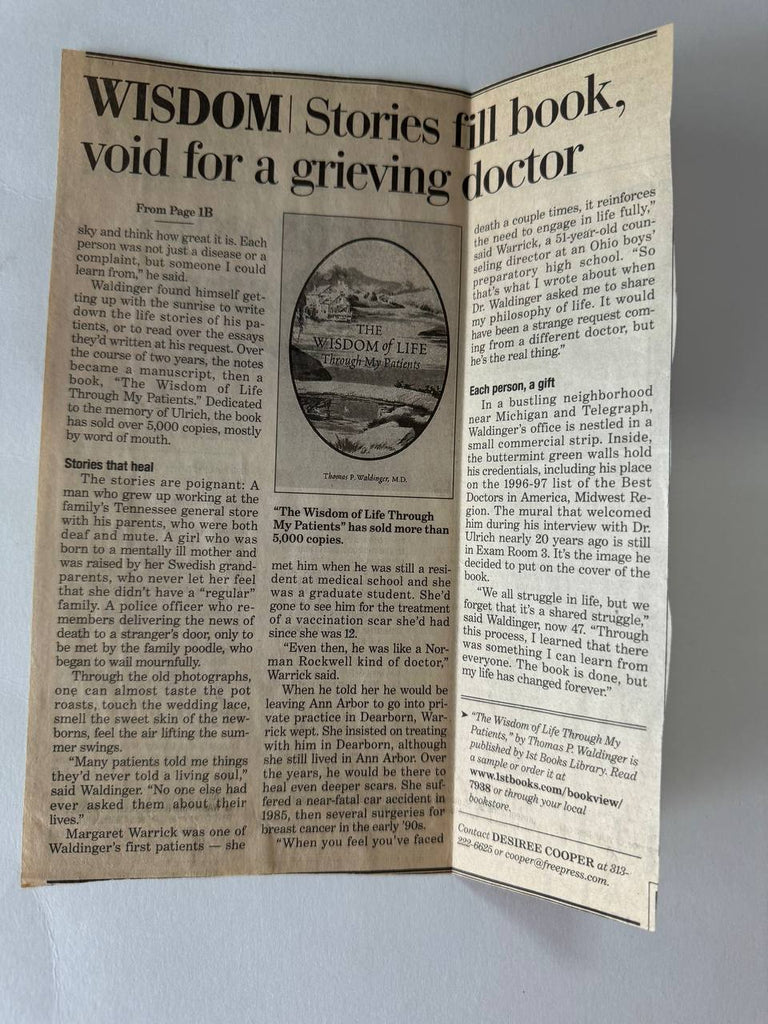 WISDOM | Stories fill book,
void for a grieving doctor
From Page 1B
sky and think how great it is. Each
person was not just a disease or a
complaint, but someone I could
learn from,” he said.
Waldinger found himself get-
ting up with the sunrise to write
down the life stories of his pa-
tients, or to read over the essays
they’d written at his request. Over
the course of two years, the notes
became a manuscript, then a
book, “The Wisdom of Life
Through My Patients.” Dedicated
to the memory of Ulrich, the book
has sold over 5,000 copies, mostly
by word of mouth.
Stories that heal
The stories are poignant: A
man who grew up working at the
family’s Tennessee general store
with his parents, who were both
deaf and mute. A girl who was
born to a mentally ill mother and
was raised by her Swedish grand-
parents, who never let her feel
that she didn’t have a “regular”
family. A police officer who re-
members delivering the news of
death to a stranger’s door, only to
be met by the family poodle, who
began to wail mournfully.
Through the old photographs,
one can almost taste the pot
roasts, touch the wedding lace,
smell the sweet skin of the new-
borns, feel the air lifting the sum-
mer swings.
“Many patients told me things
they’d never told a living soul,”
said Waldinger. “No one else had
ever asked them about their
lives.”
Margaret Warrick was one of
Waldinger’s first patients — she
THE
WISDOM of LIFE
Through My Patients
Thomas P. Waldinger, M.D.
“The Wisdom of Life Through
My Patients” has sold more than
5,000 copies.
met him when he was still a resi-
dent at medical school and she
was a graduate student. She’d
gone to see him for the treatment
of a vaccination scar she’d had
since she was 12.
“Even then, he was like a Nor-
man Rockwell kind of doctor,”
Warrick said.
When he told her he would be
leaving Ann Arbor to go into pri-
vate practice in Dearborn, War-
rick wept. She insisted on treating
with him in Dearborn, although
she still lived in Ann Arbor. Over
the years, he would be there to
heal even deeper scars. She suf-
fered a near-fatal car accident in
1985, then several surgeries for
breast cancer in the early ’90s.
“When you feel you’ve faced
death a couple times, it reinforces
the need to engage in life fully,”
said Warrick, a 51-year-old coun-
seling director at an Ohio boys’
preparatory high school. “So
that’s what I wrote about when
Dr. Waldinger asked me to share
my philosophy of life. It would
have been a strange request com-
ing from a different doctor, but
he’s the real thing.”
Each person, a gift
In a bustling neighborhood
near Michigan and Telegraph,
Waldinger’s office is nestled in a
small commercial strip. Inside,
the buttermint green walls hold
his credentials, including his place
on the 1996-97 list of the Best
Doctors in America, Midwest Re-
gion. The mural that welcomed
him during his interview with Dr.
Ulrich nearly 20 years ago is still
in Exam Room 3. It’s the image he
decided to put on the cover of the
book.
“We all struggle in life, but we
forget that it’s a shared struggle,”
said Waldinger, now 47. “Through
this process, I learned that there
was something I can learn from
everyone. The book is done, but
my life has changed forever.”
➤ “The Wisdom of Life Through My
Patients,” by Thomas P. Waldinger is
published by 1st Books Library. Read
a sample or order it at
www.1stbooks.com/bookview/
7938 or through your local
bookstore.
Contact DESIREE COOPER at 313-
222-6625 or cooper@freepress.com.